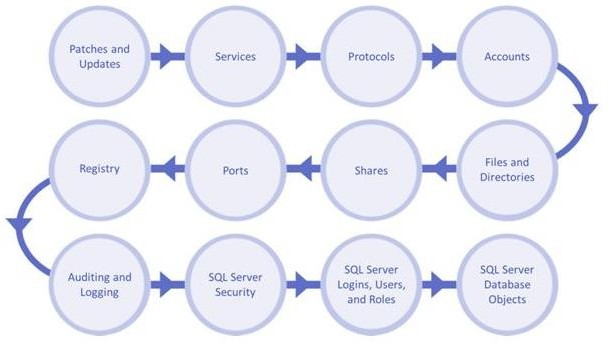 Patches and
Updates
Services
Protocols
Accounts
Files and
Directories
Shares
Ports
Registry
Auditing and
Logging
SQL Server
Security
SQL Server
Logins, Users,
and Roles
SQL Server
Database
Objects